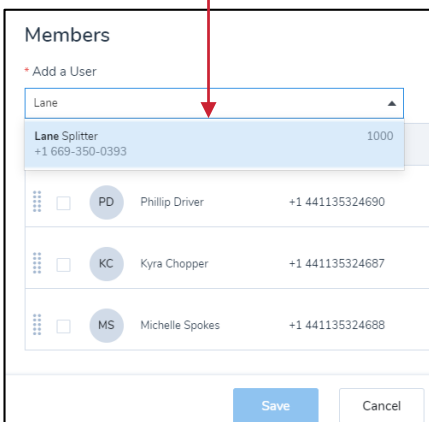 Members
* Add a User
Lane
Lane Splitter 1000
+1 669-350-0393
PD Phillip Driver +1 441135324690
KC Kyra Chopper +1 441135324687
MS Michelle Spokes +1 441135324688
Save Cancel